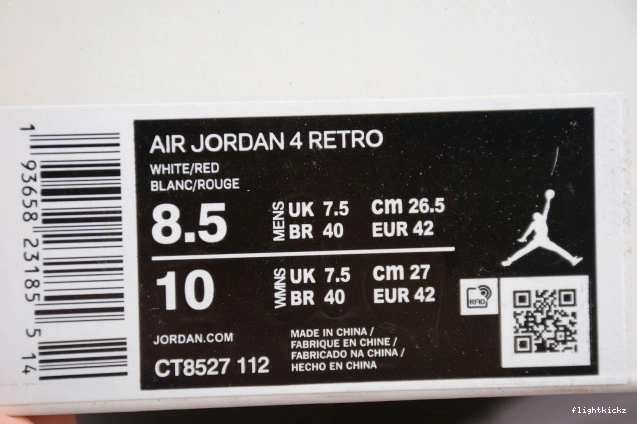 AIR JORDAN 4 RETRO
WHITE/RED
BLANC/ROUGE
8.5 MENS UK 7.5 cm 26.5
BR 40 EUR 42
10 WMNS UK 7.5 cm 27
BR 40 EUR 42
JORDAN.COM
CT8527 112
MADE IN CHINA /
FABRIQUE EN CHINE /
FABRICADO NA CHINA /
HECHO EN CHINA
RFID
1 93658 23185 5 14
flightkickz